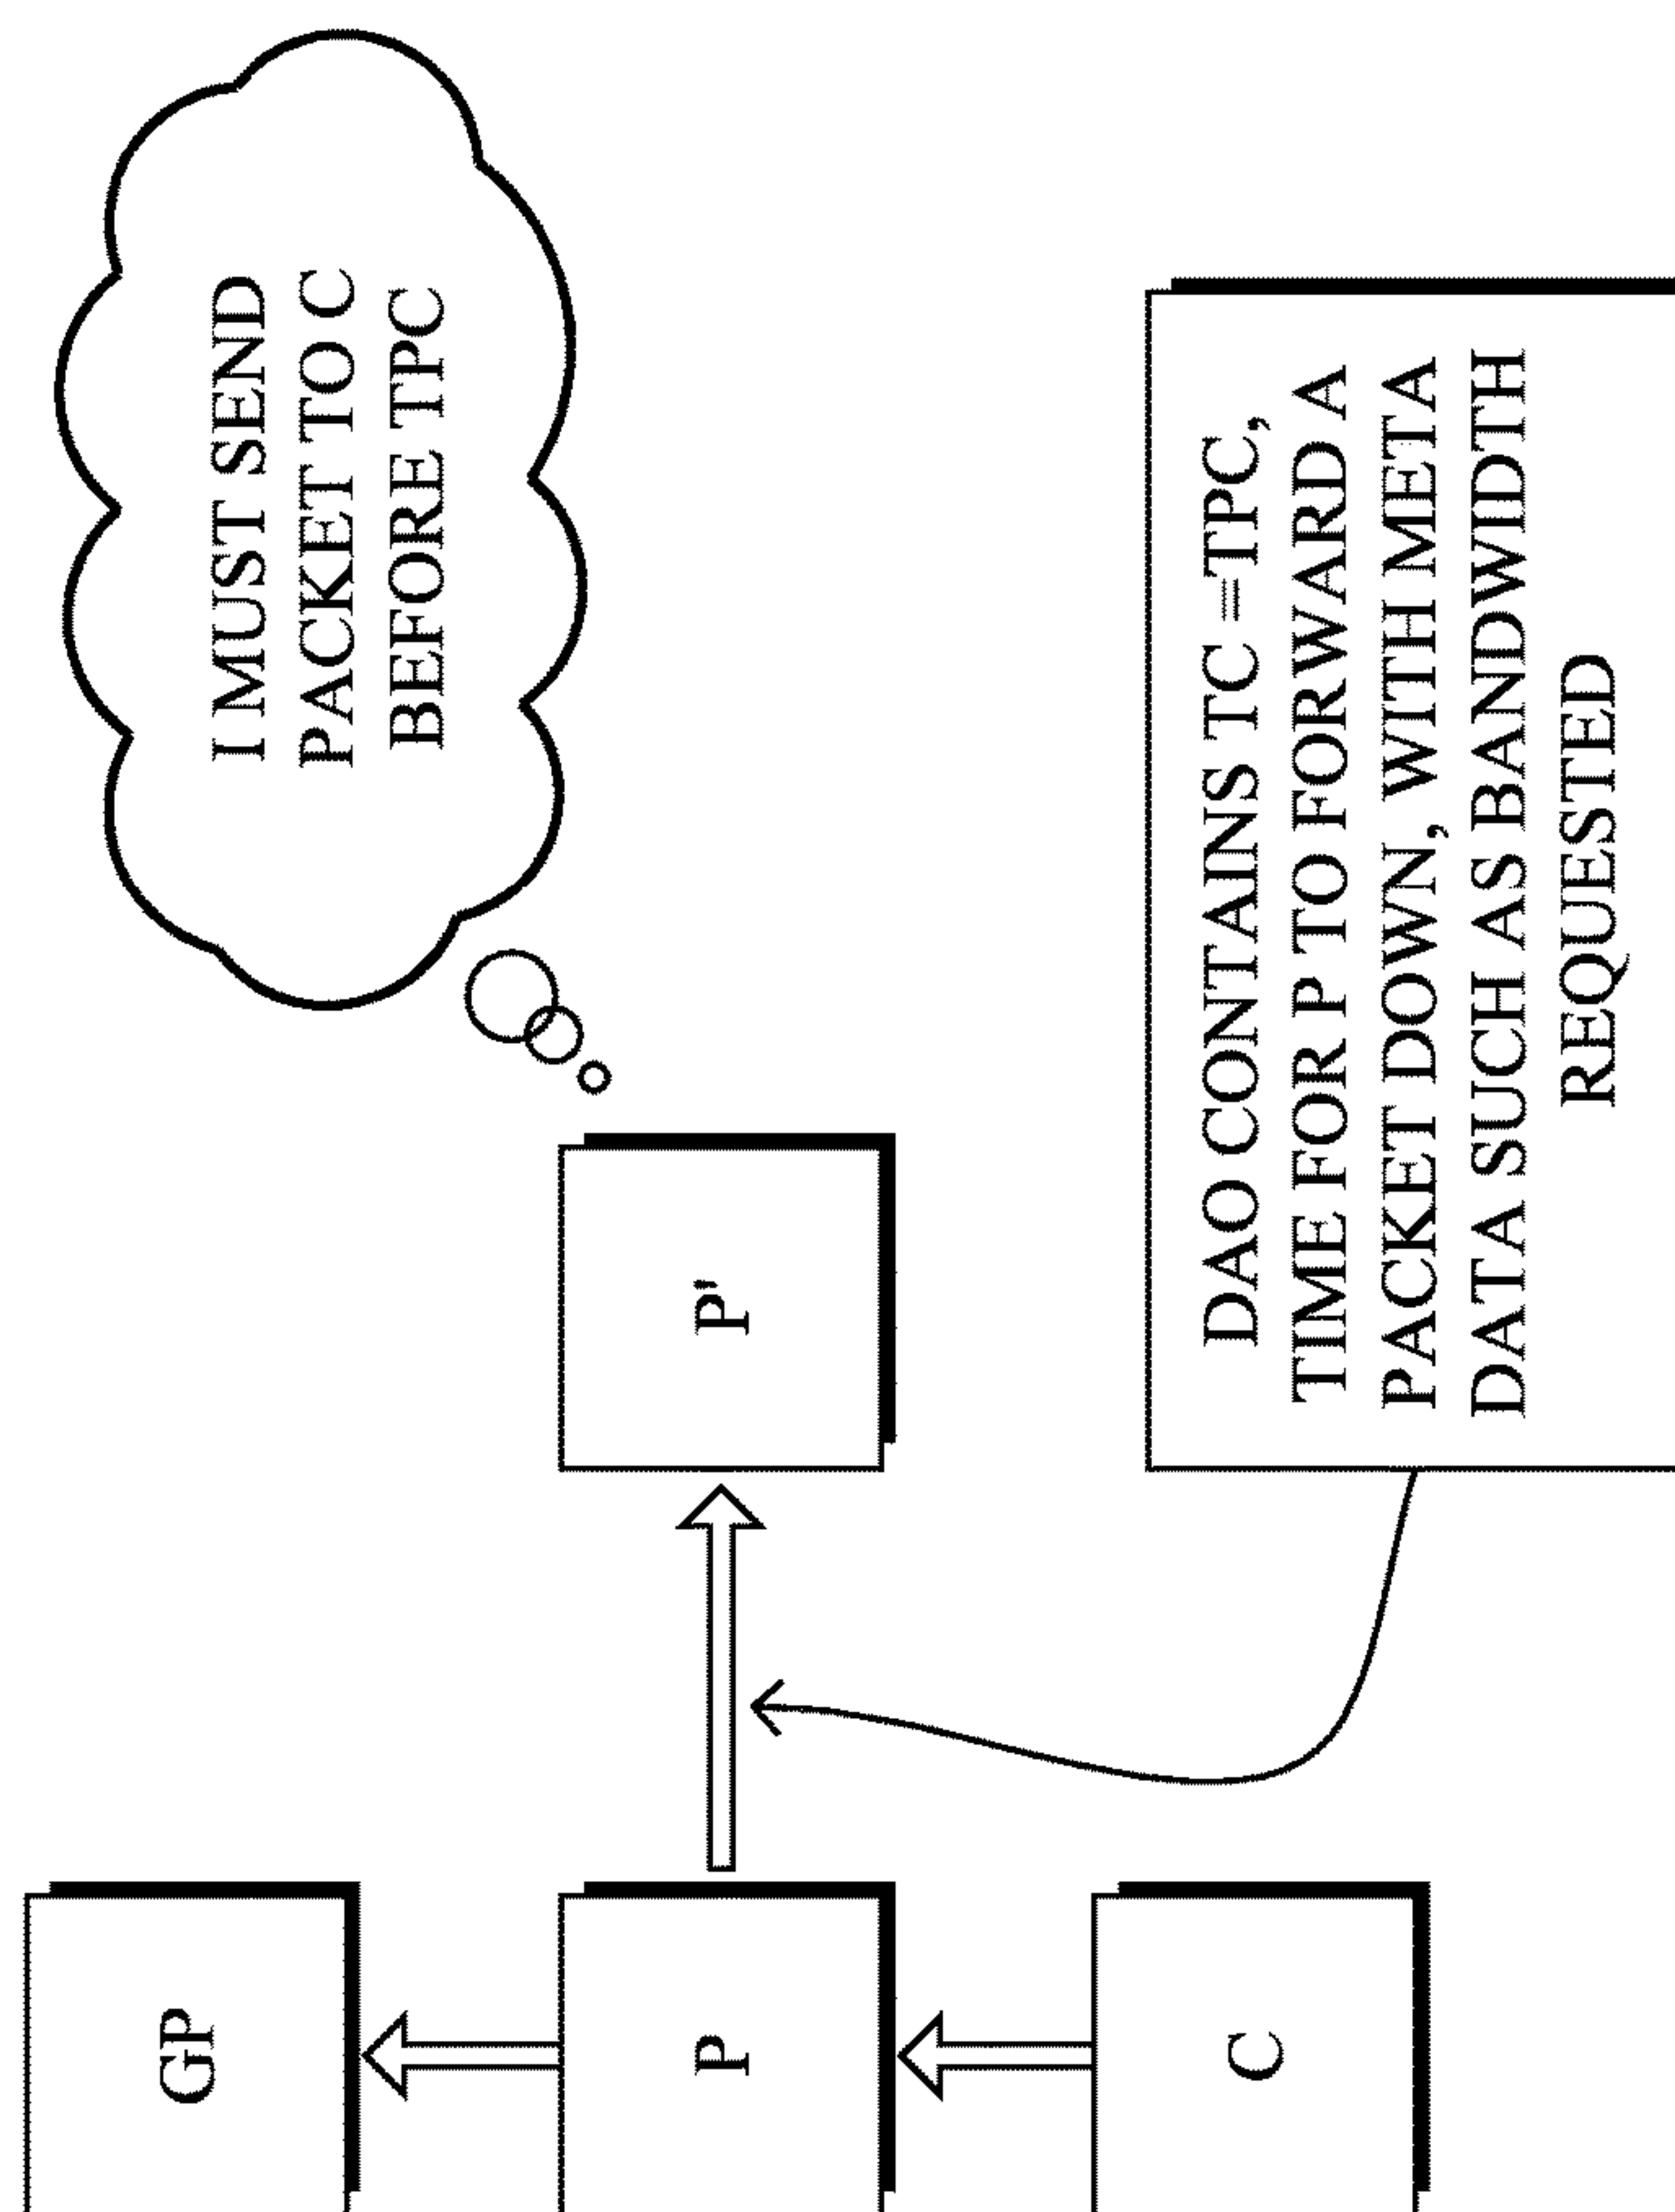 I MUST SEND
PACKET TO C
BEFORE TPC
GP
P
P'
C
DAO CONTAINS TC =TPC,
TIME FOR P TO FORWARD A
PACKET DOWN, WITH META
DATA SUCH AS BANDWIDTH
REQUESTED